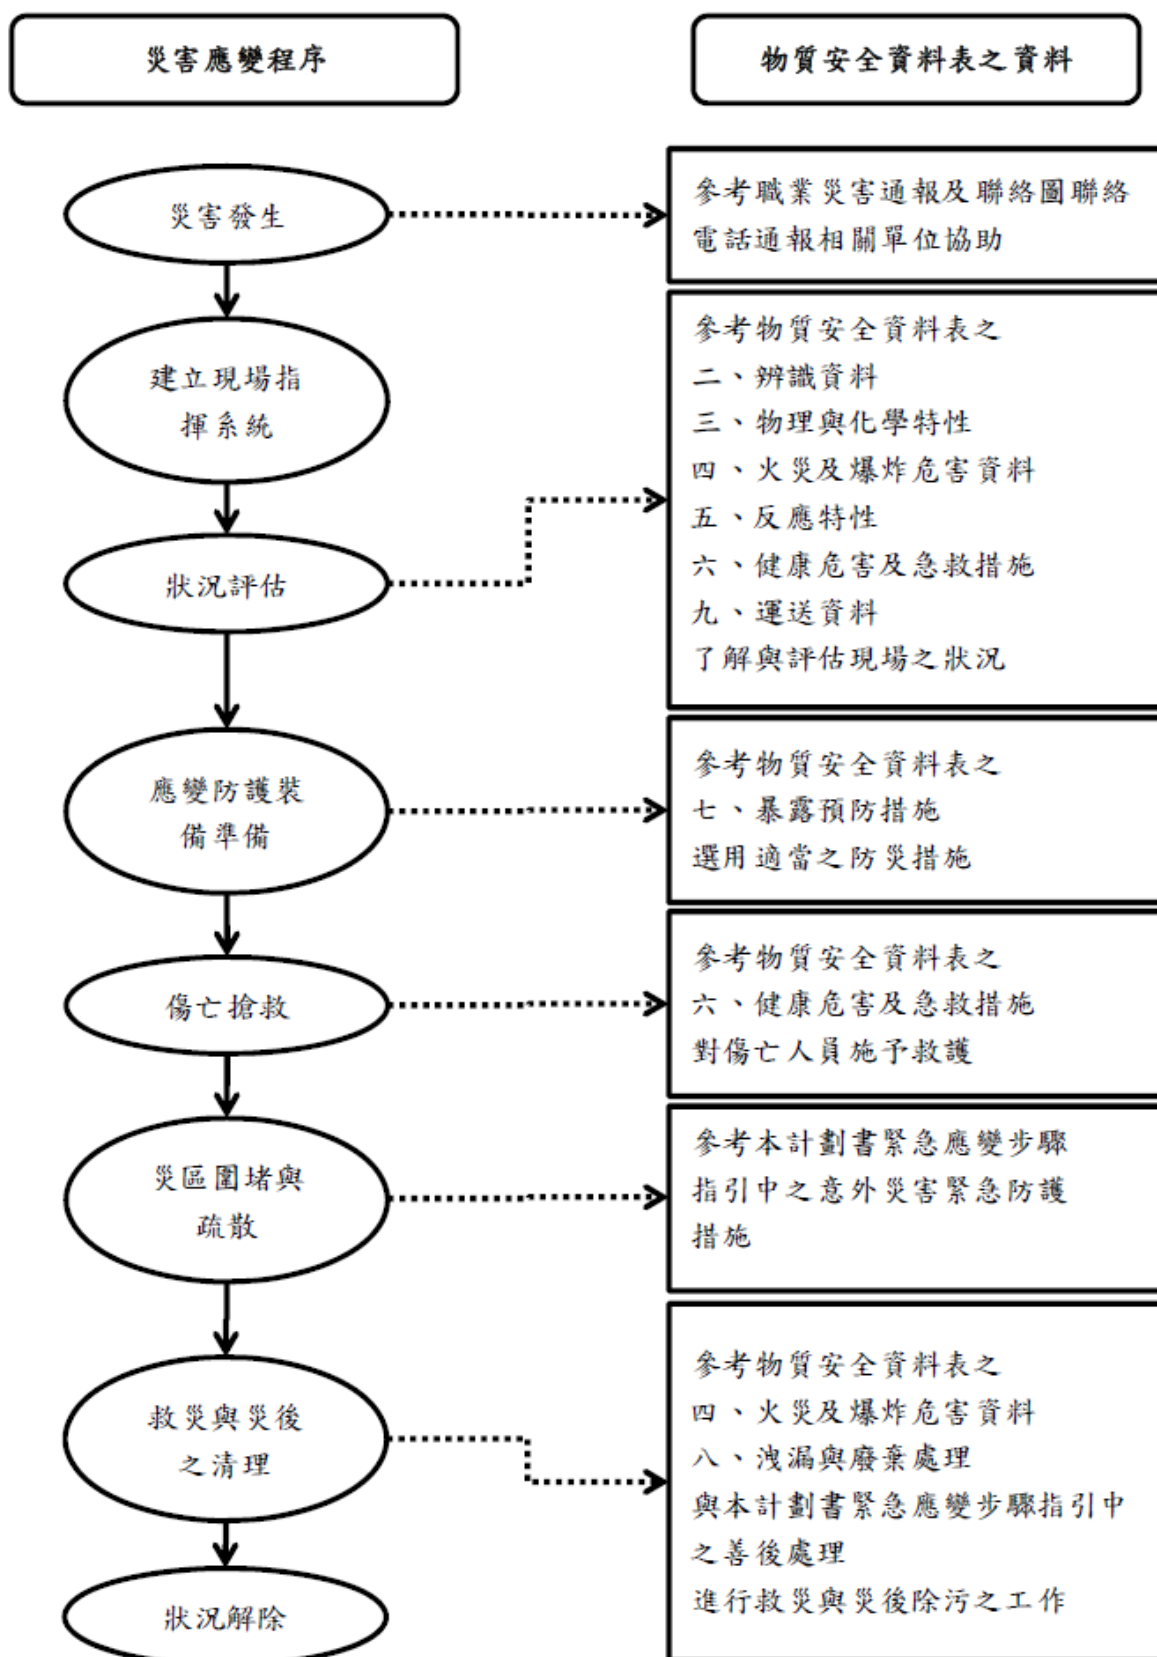 災害應變程序
物質安全資料表之資料
災害發生
參考職業災害通報及聯絡圖聯絡
電話通報相關單位協助
建立現場指
揮系統
狀況評估
參考物質安全資料表之
二、辨識資料
三、物理與化學特性
四、火災及爆炸危害資料
五、反應特性
六、健康危害及急救措施
九、運送資料
了解與評估現場之狀況
應變防護裝
備準備
參考物質安全資料表之
七、暴露預防措施
選用適當之防災措施
傷亡搶救
參考物質安全資料表之
六、健康危害及急救措施
對傷亡人員施予救護
災區圍堵與
疏散
參考本計劃書緊急應變步驟
指引中之意外災害緊急防護
措施
救災與災後
之清理
參考物質安全資料表之
四、火災及爆炸危害資料
八、洩漏與廢棄處理
與本計劃書緊急應變步驟指引中
之善後處理
進行救災與災後除污之工作
狀況解除